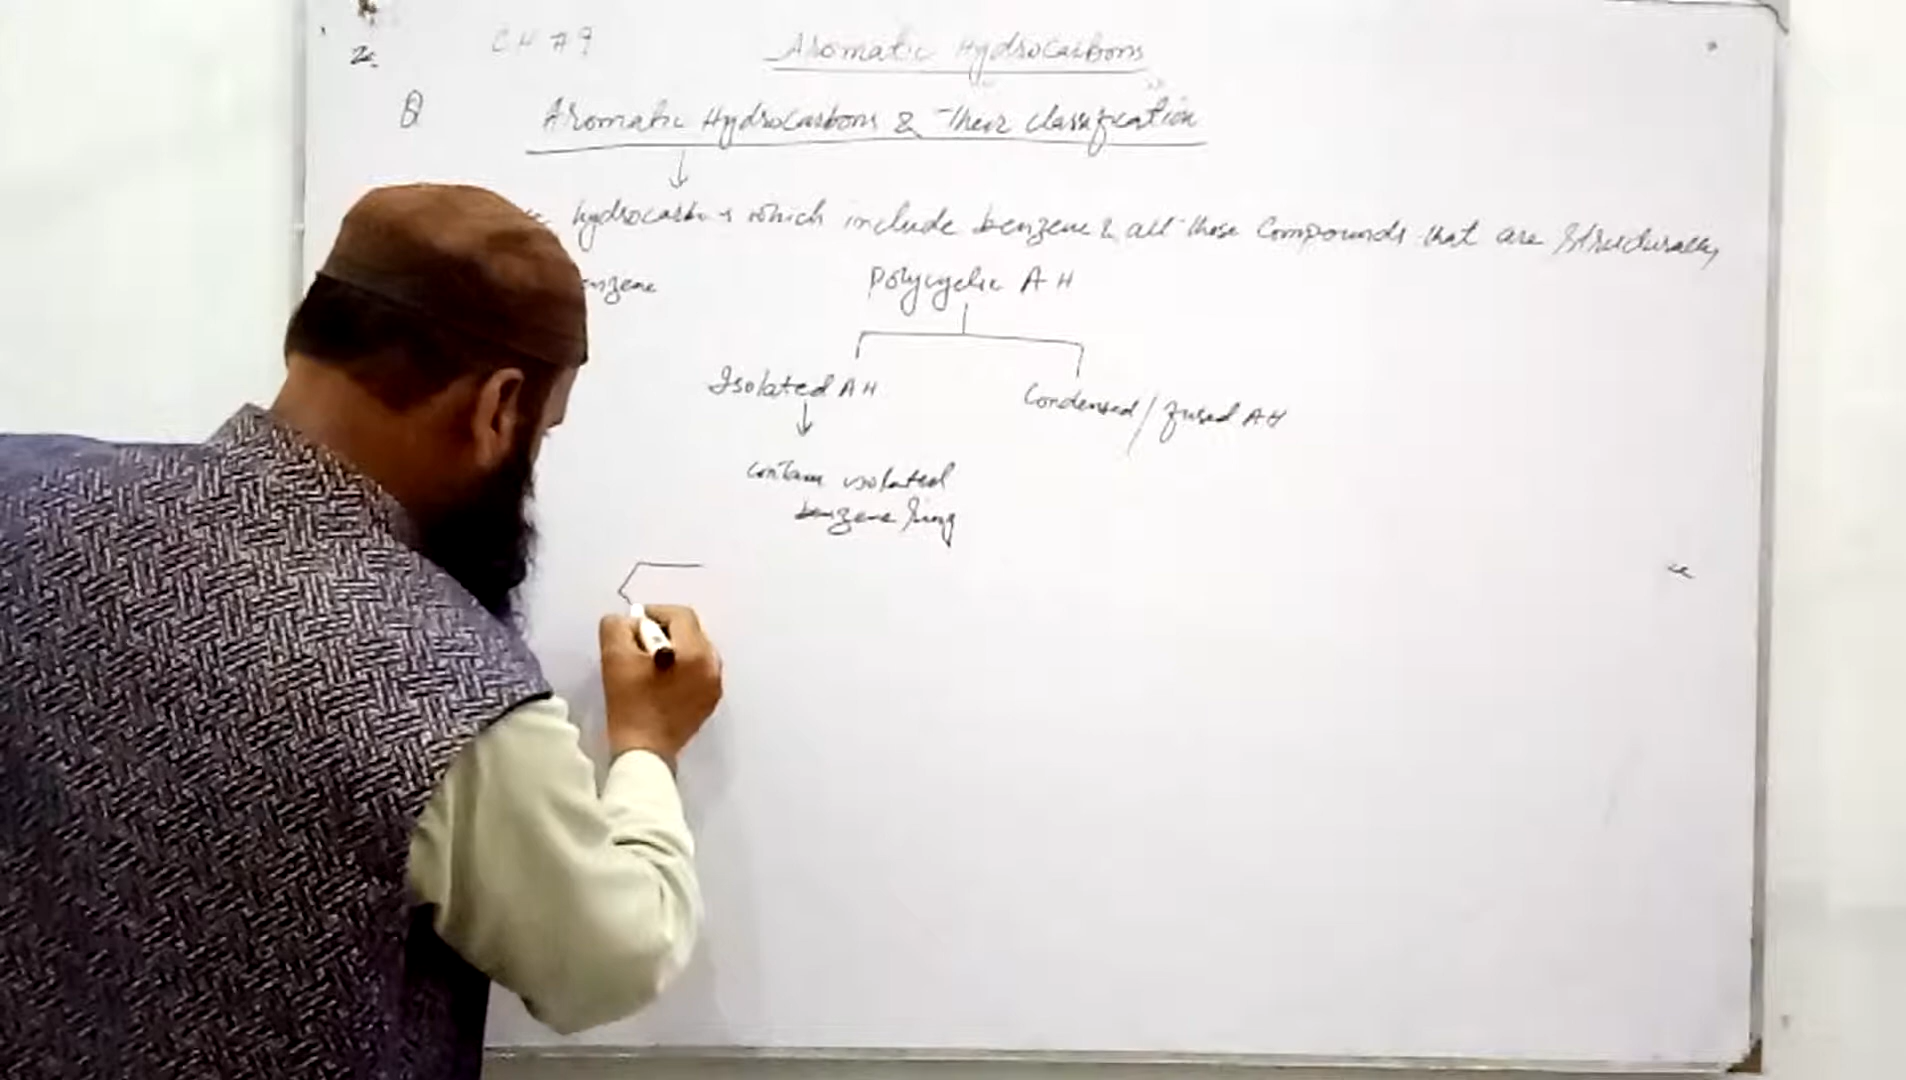 CH # 9 Aromatic Hydrocarbons
Q Aromatic Hydrocarbons & Their classification
hydrocarbons which include benzene & all those Compounds that are Structurally
Polycyclic A H
Isolated A H
Condensed / fused A H
contain isolated
benzene ring